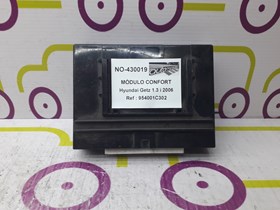 NO-430019
MÓDULO CONFORT
Hyundai Getz 1.3 i 2009
Ref : 954001C302